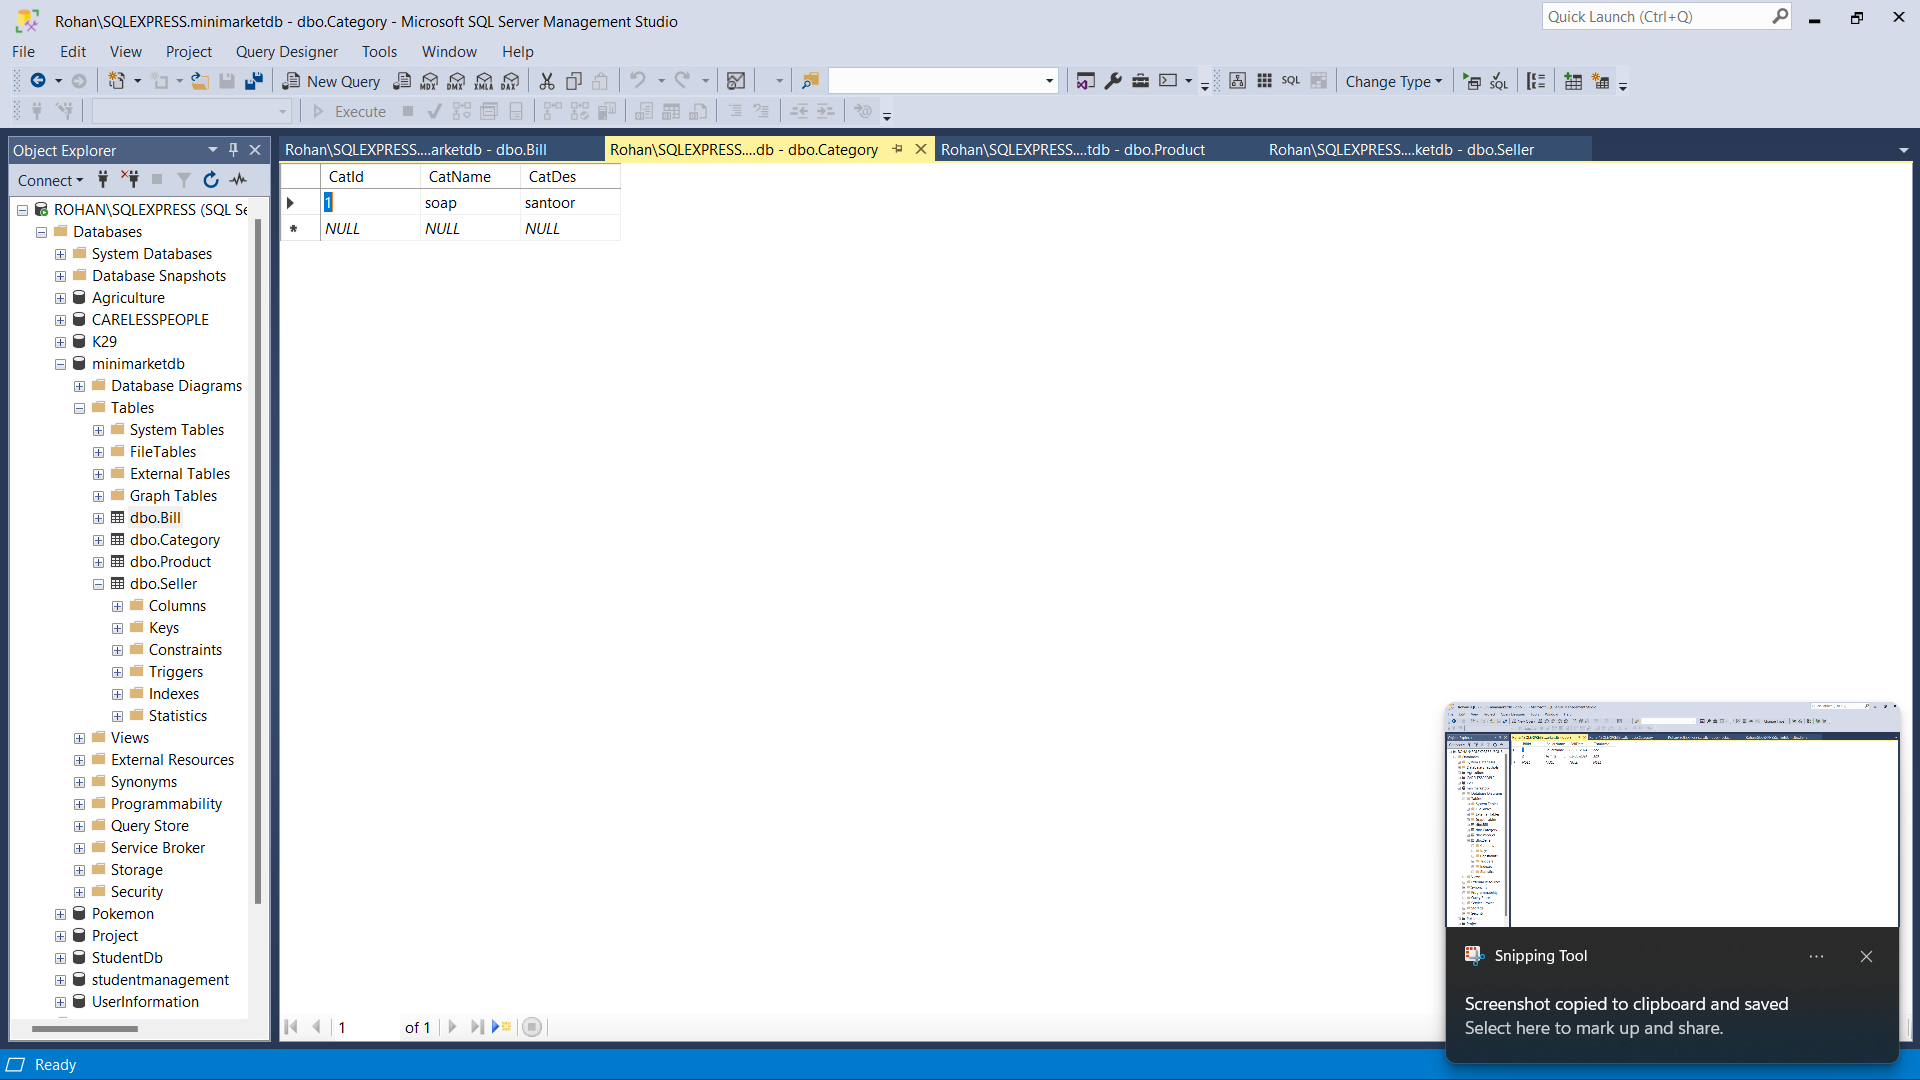 Rohan\SQLEXPRESS.minimarketdb - dbo.Category - Microsoft SQL Server Management Studio
Quick Launch (Ctrl+Q)
File Edit View Project Query Designer Tools Window Help
New Query MDX DMX XMLA DAX SQL Change Type SQL
Execute
Object Explorer
Rohan\SQLEXPRESS....arketdb - dbo.Bill
Rohan\SQLEXPRESS....db - dbo.Category
Rohan\SQLEXPRESS....tdb - dbo.Product
Rohan\SQLEXPRESS....ketdb - dbo.Seller
Connect
ROHAN\SQLEXPRESS (SQL Se
Databases
System Databases
Database Snapshots
Agriculture
CARELESSPEOPLE
K29
minimarketdb
Database Diagrams
Tables
System Tables
FileTables
External Tables
Graph Tables
dbo.Bill
dbo.Category
dbo.Product
dbo.Seller
Columns
Keys
Constraints
Triggers
Indexes
Statistics
Views
External Resources
Synonyms
Programmability
Query Store
Service Broker
Storage
Security
Pokemon
Project
StudentDb
studentmanagement
UserInformation
CatId CatName CatDes
1 soap santoor
NULL NULL NULL
1 of 1
Snipping Tool
Screenshot copied to clipboard and saved
Select here to mark up and share.
Ready